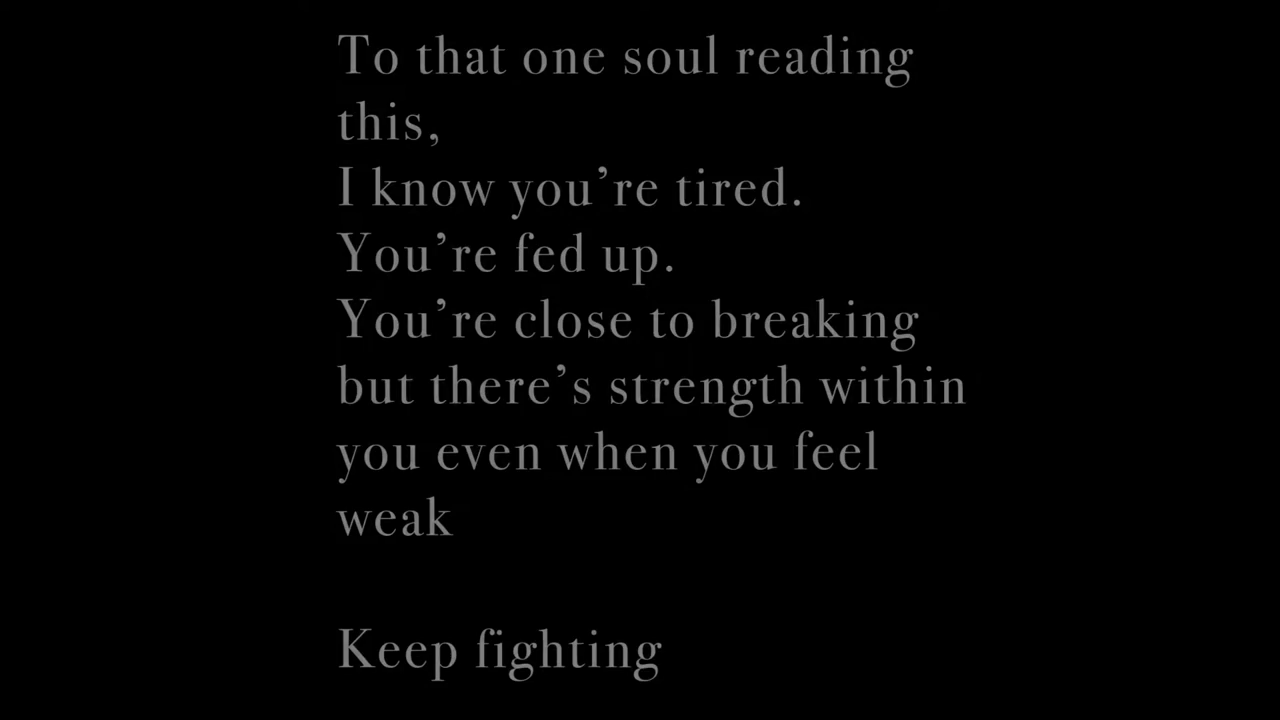 To that one soul reading
this,
I know you’re tired.
You’re fed up.
You’re close to breaking
but there’s strength within
you even when you feel
weak
Keep fighting